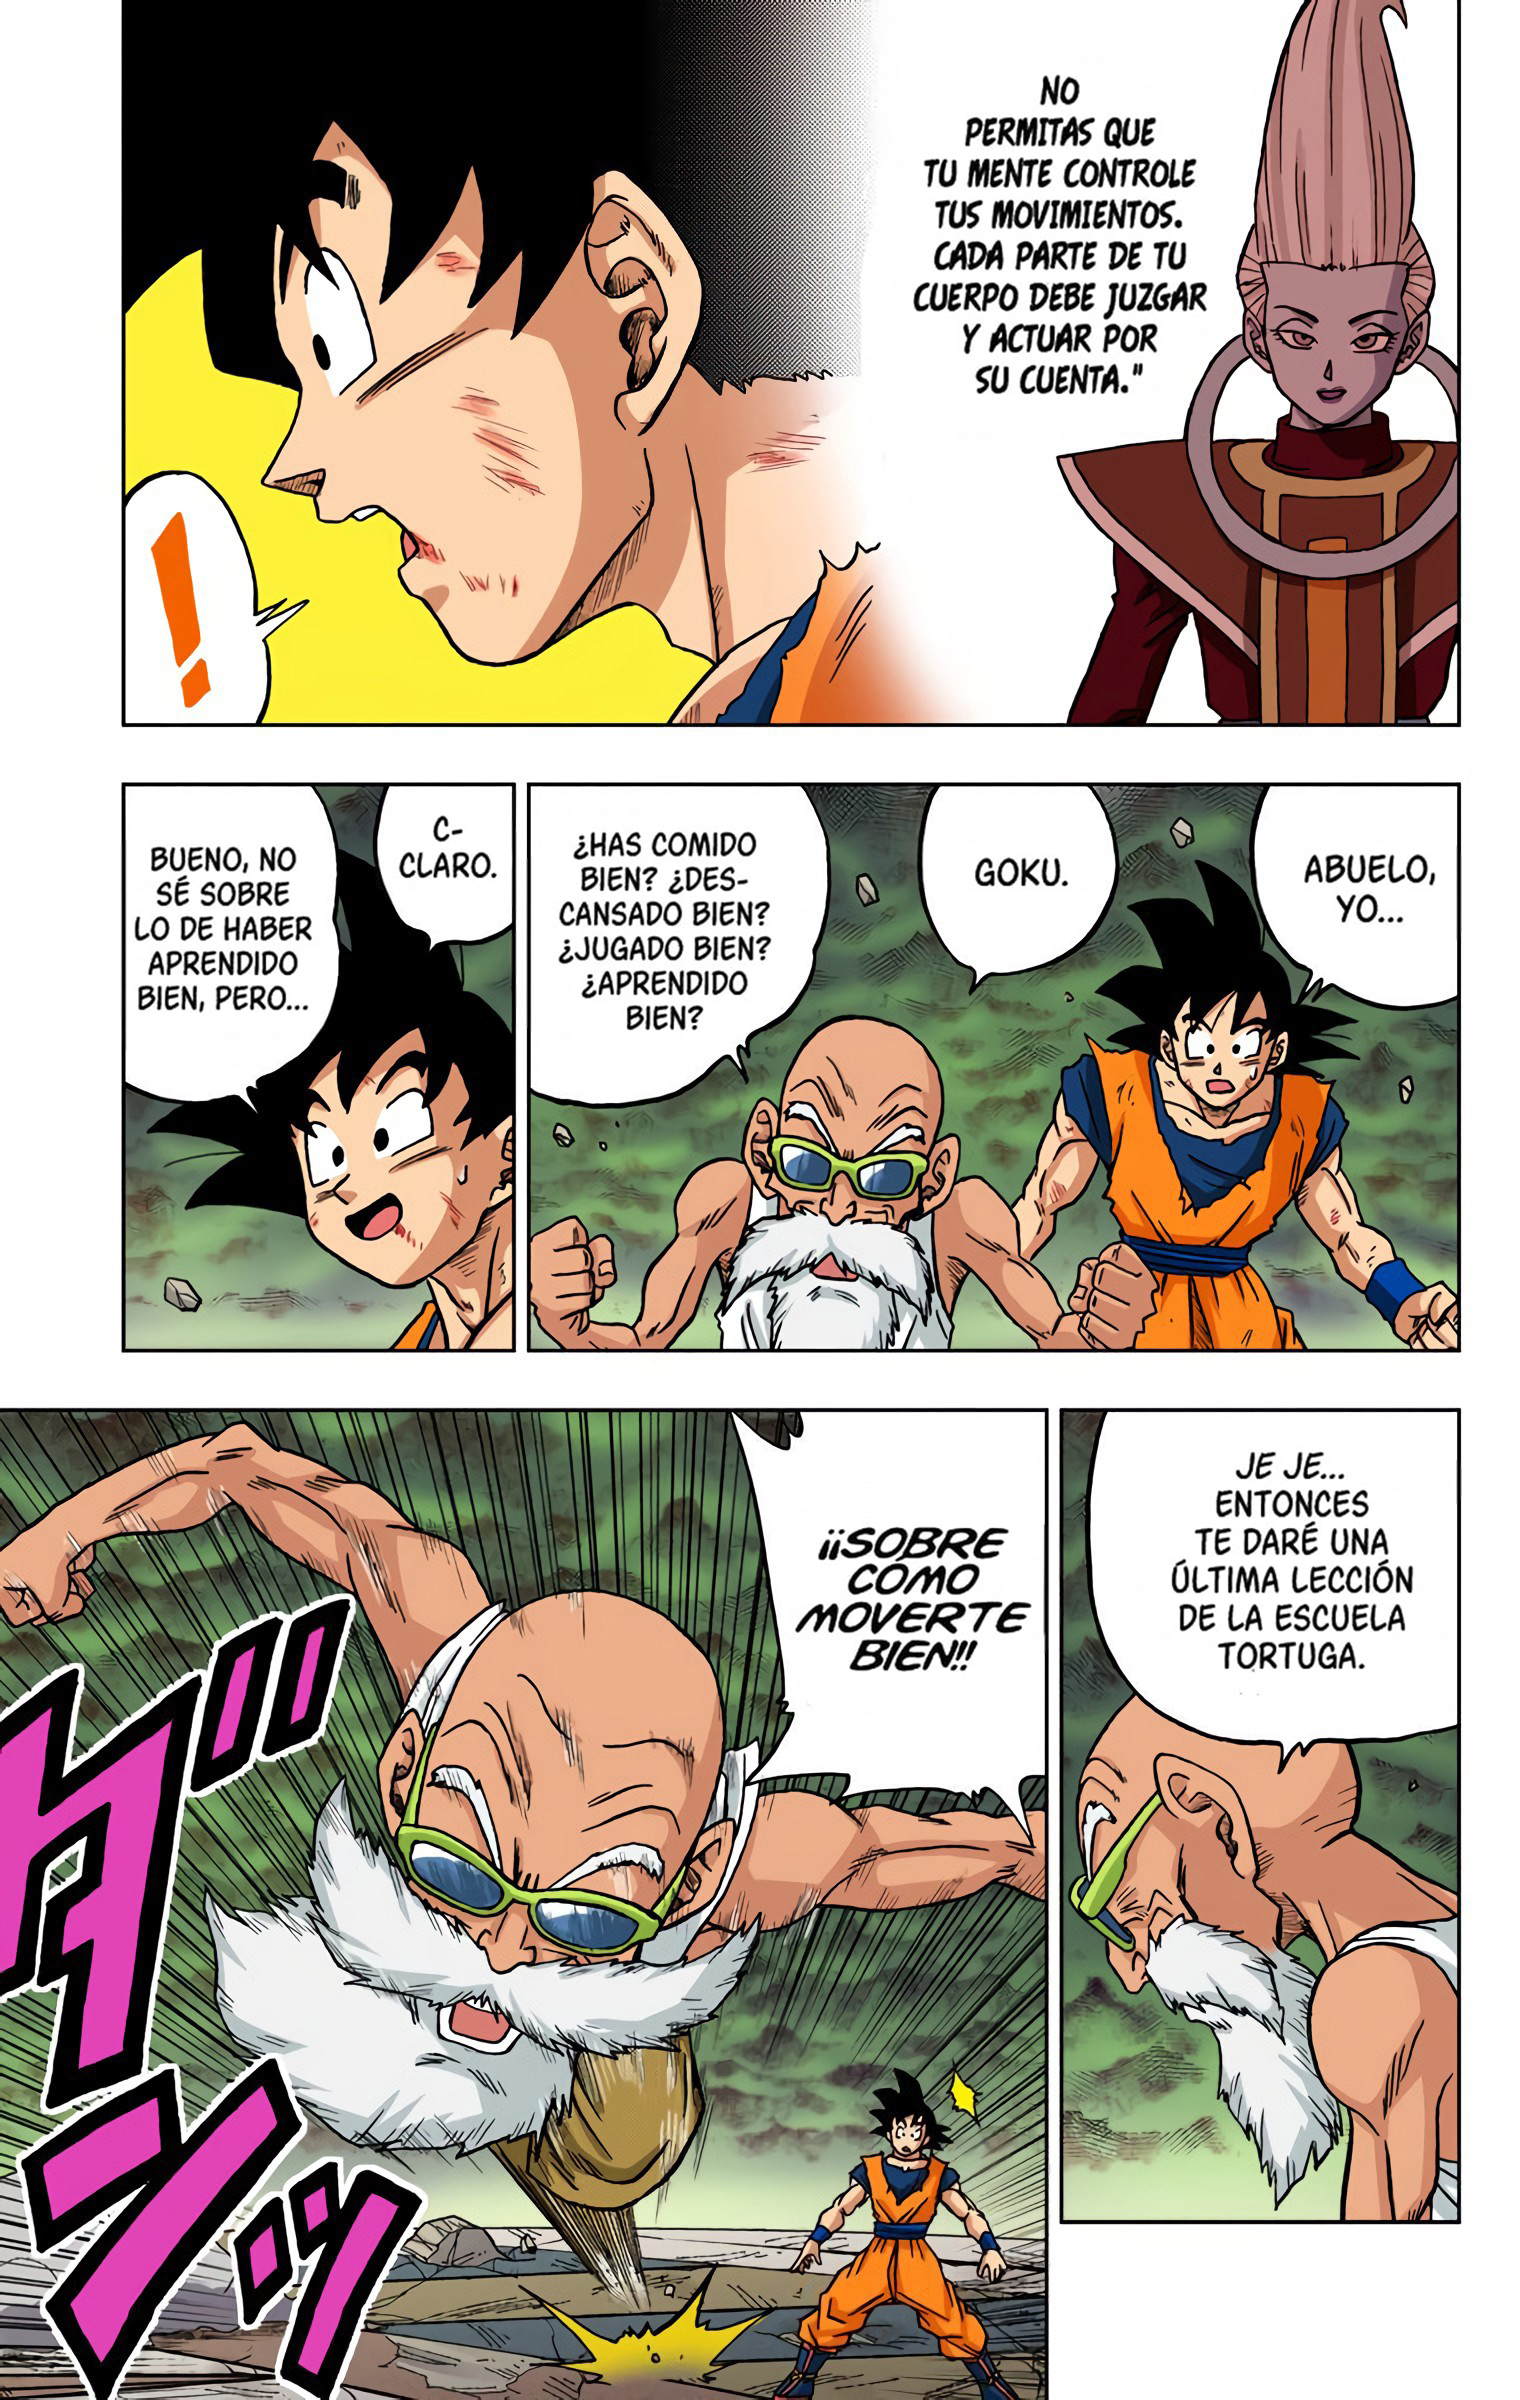 NO
PERMITAS QUE
TU MENTE CONTROLE
TUS MOVIMIENTOS.
CADA PARTE DE TU
CUERPO DEBE JUZGAR
Y ACTUAR POR
SU CUENTA."
!
ABUELO,
YO...
GOKU.
¿HAS COMIDO
BIEN? ¿DES-
CANSADO BIEN?
¿JUGADO BIEN?
¿APRENDIDO
BIEN?
C-
CLARO.
BUENO, NO
SÉ SOBRE
LO DE HABER
APRENDIDO
BIEN, PERO...
JE JE...
ENTONCES
TE DARÉ UNA
ÚLTIMA LECCIÓN
DE LA ESCUELA
TORTUGA.
¡¡SOBRE
COMO
MOVERTE
BIEN!!
ダンッ